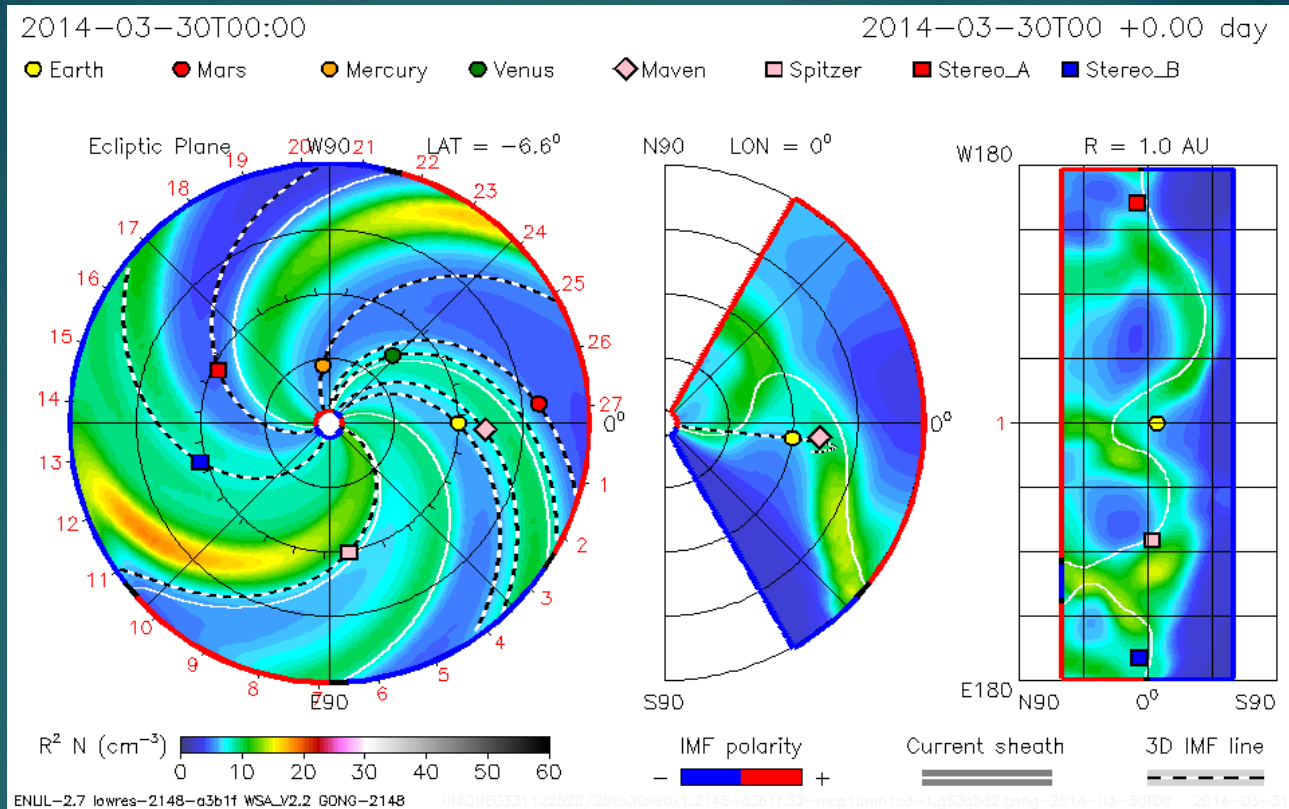 2014-03-30T00:00 2014-03-30T00 +0.00 day
Earth Mars Mercury Venus Maven Spitzer Stereo_A Stereo_B
Ecliptic Plane W90 LAT = -6.6° N90 LON = 0° R = 1.0 AU
W180
19 20 21 22
18 23
17 24
16 25
15 26
14 27 0° 0° 1
13 1
12 2
11 3
10 4
9 5
8 7 6
E90 S90 E180 N90 0° S90
R² N (cm⁻³) IMF polarity Current sheath 3D IMF line
0 10 20 30 40 50 60 - +
ENLIL-2.7 lowres-2148-a3b1f WSA_V2.2 GONG-2148